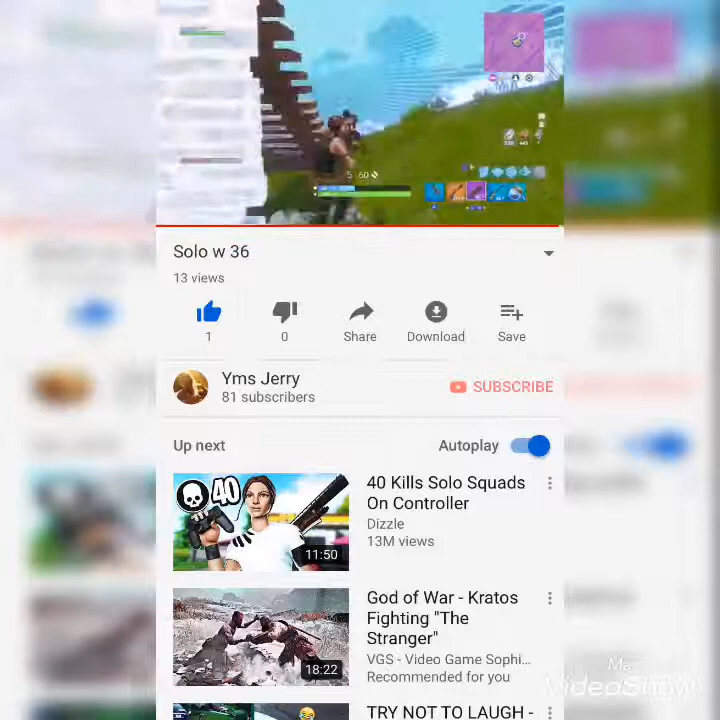 5 60
Solo w 36
13 views
1
0
Share
Download
Save
Yms Jerry
81 subscribers
SUBSCRIBE
Up next
Autoplay
40
11:50
40 Kills Solo Squads
On Controller
Dizzle
13M views
18:22
God of War - Kratos
Fighting "The
Stranger"
VGS - Video Game Sophi...
Recommended for you
TRY NOT TO LAUGH -
VideoShow